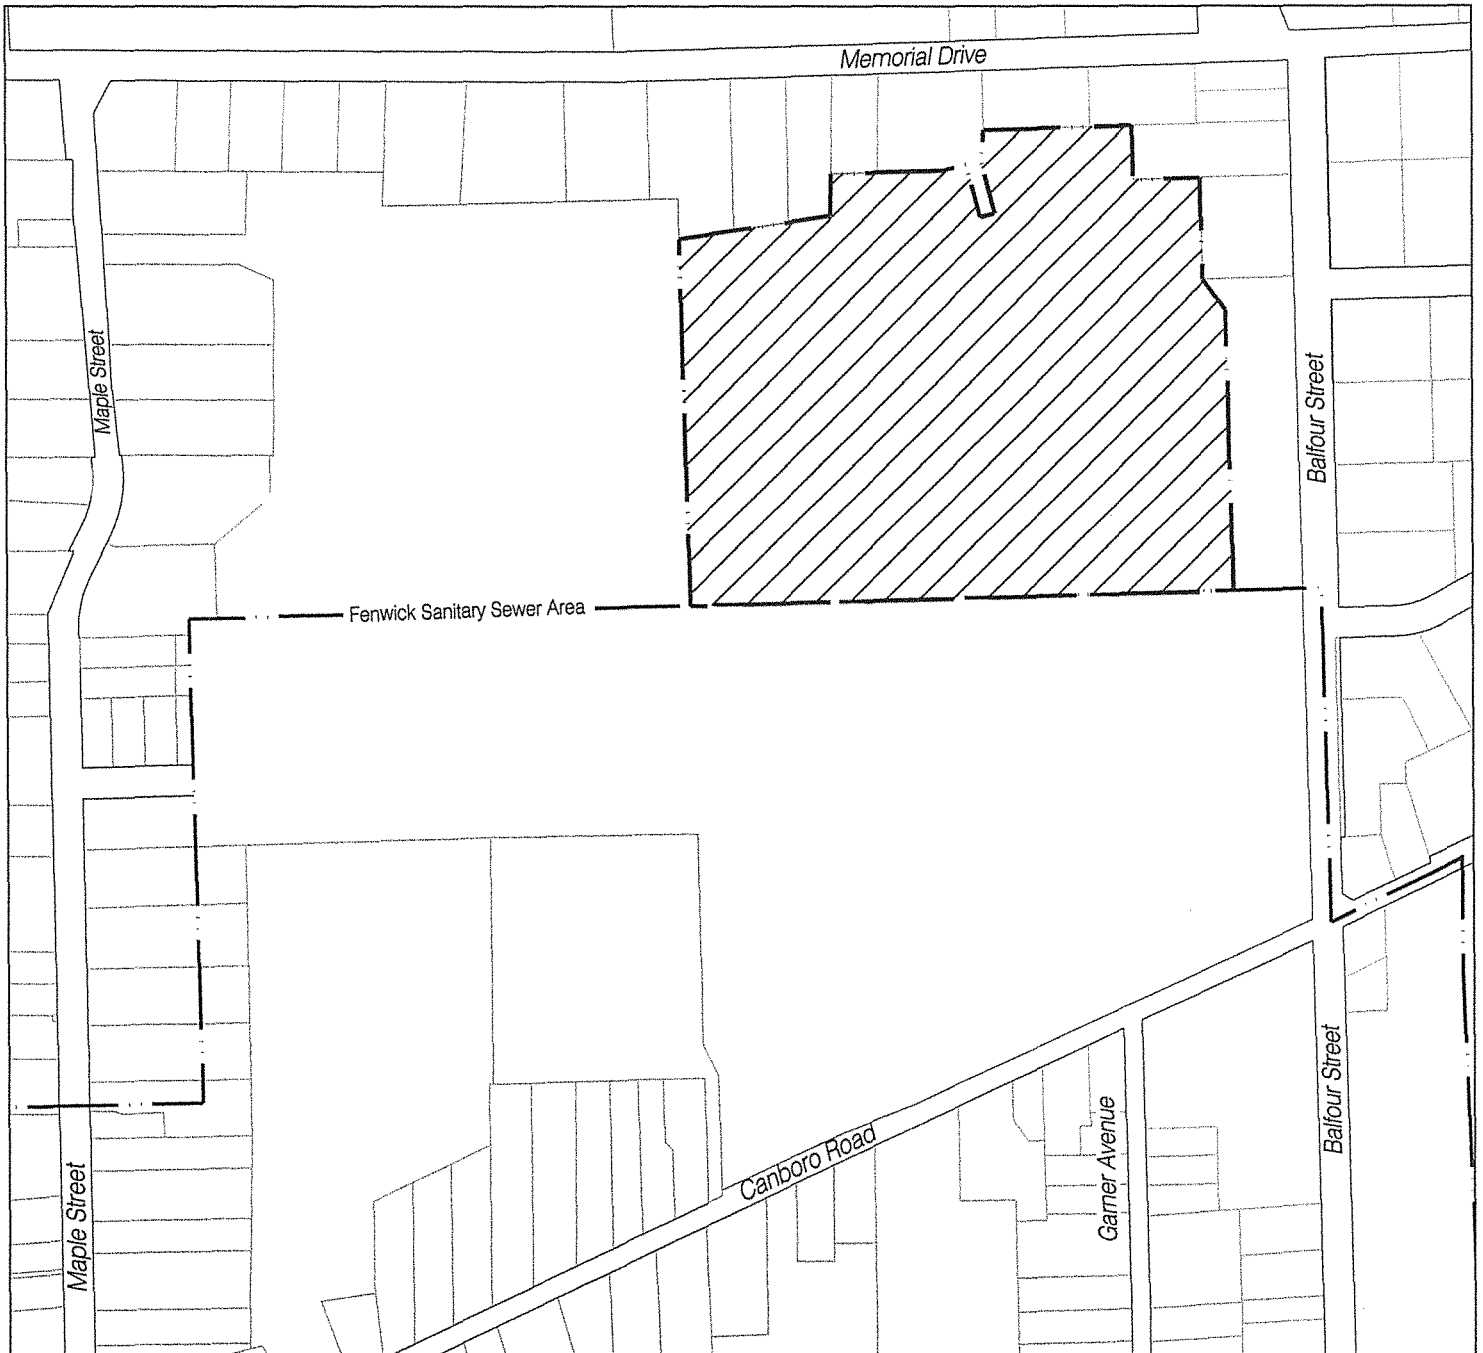 Memorial Drive
Maple Street
Balfour Street
Fenwick Sanitary Sewer Area
Balfour Street
Garner Avenue
Canboro Road
Maple Street